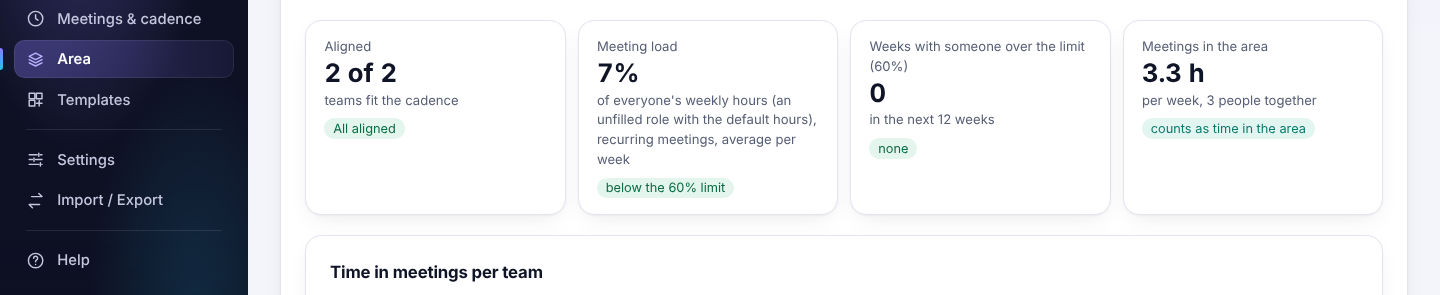 Meetings & cadence
Area
Templates
Settings
Import / Export
Help
Aligned
2 of 2
teams fit the cadence
All aligned
Meeting load
7%
of everyone's weekly hours (an
unfilled role with the default hours),
recurring meetings, average per
week
below the 60% limit
Weeks with someone over the limit
(60%)
0
in the next 12 weeks
none
Meetings in the area
3.3 h
per week, 3 people together
counts as time in the area
Time in meetings per team